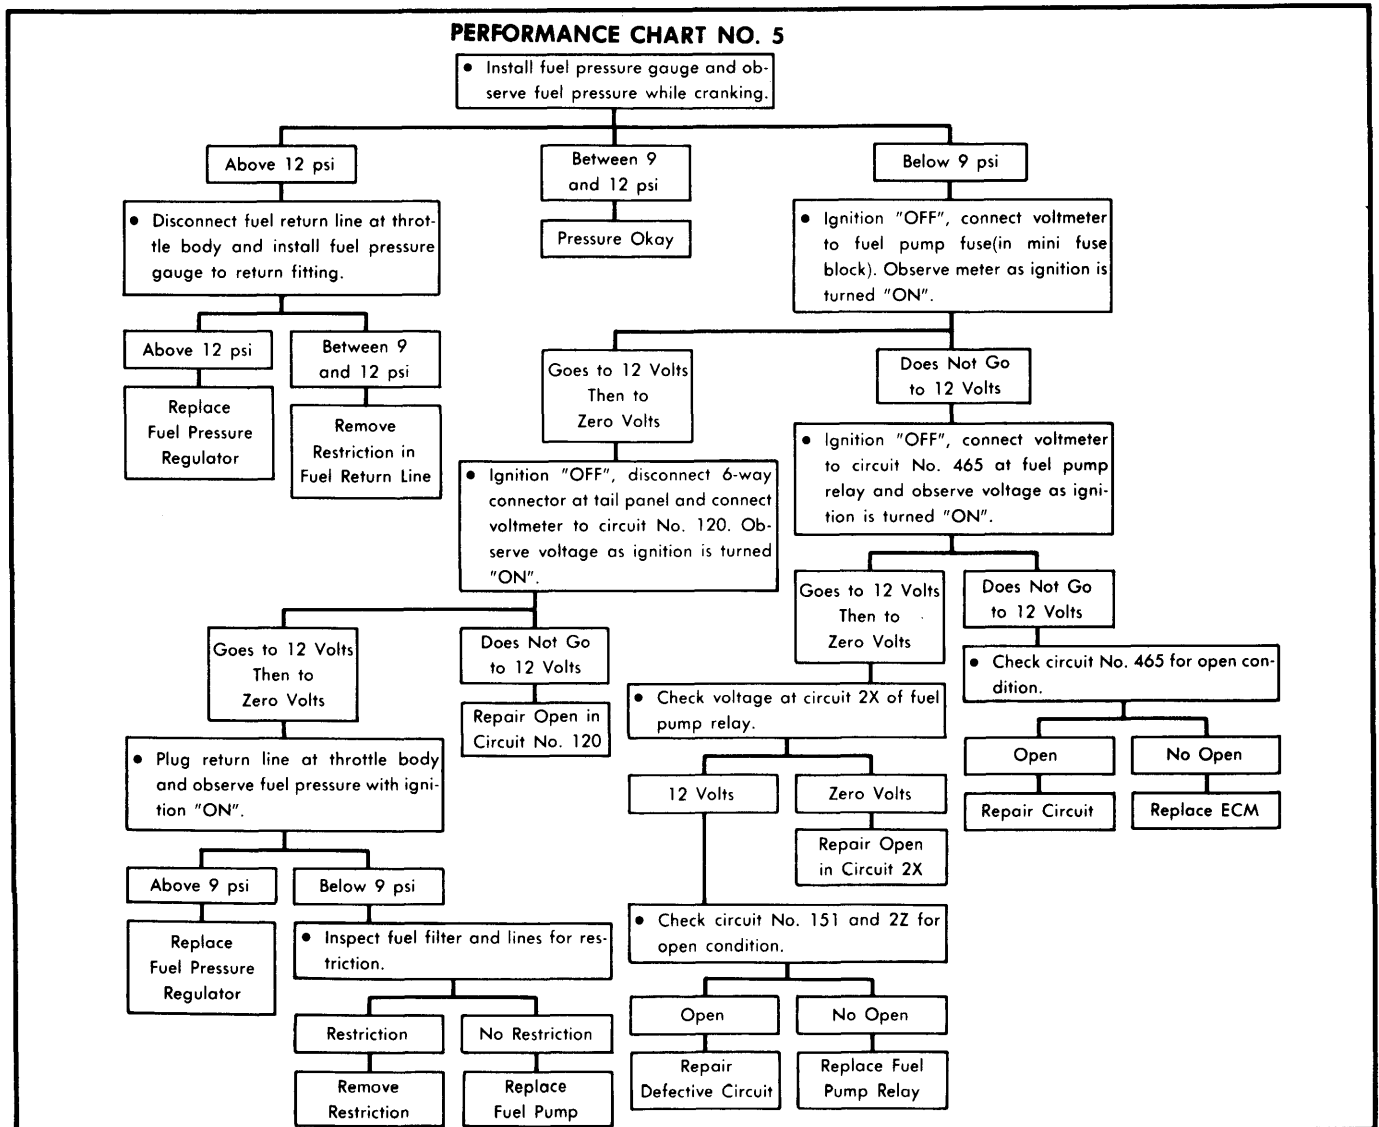 PERFORMANCE CHART NO. 5
• Install fuel pressure gauge and ob-
serve fuel pressure while cranking.
Above 12 psi
Between 9
and 12 psi
Below 9 psi
• Disconnect fuel return line at throt-
tle body and install fuel pressure
gauge to return fitting.
Pressure Okay
• Ignition "OFF", connect voltmeter
to fuel pump fuse(in mini fuse
block). Observe meter as ignition is
turned "ON".
Above 12 psi
Between 9
and 12 psi
Replace
Fuel Pressure
Regulator
Remove
Restriction in
Fuel Return Line
Goes to 12 Volts
Then to
Zero Volts
Does Not Go
to 12 Volts
• Ignition "OFF", disconnect 6-way
connector at tail panel and connect
voltmeter to circuit No. 120. Ob-
serve voltage as ignition is turned
"ON".
• Ignition "OFF", connect voltmeter
to circuit No. 465 at fuel pump
relay and observe voltage as igni-
tion is turned "ON".
Goes to 12 Volts
Then to
Zero Volts
Does Not Go
to 12 Volts
Goes to 12 Volts
Then to
Zero Volts
Does Not Go
to 12 Volts
Repair Open in
Circuit No. 120
• Check voltage at circuit 2X of fuel
pump relay.
• Check circuit No. 465 for open con-
dition.
• Plug return line at throttle body
and observe fuel pressure with igni-
tion "ON".
12 Volts
Zero Volts
Open
No Open
Repair Open
in Circuit 2X
Repair Circuit
Replace ECM
Above 9 psi
Below 9 psi
Replace
Fuel Pressure
Regulator
• Inspect fuel filter and lines for res-
triction.
• Check circuit No. 151 and 2Z for
open condition.
Restriction
No Restriction
Open
No Open
Remove
Restriction
Replace
Fuel Pump
Repair
Defective Circuit
Replace Fuel
Pump Relay